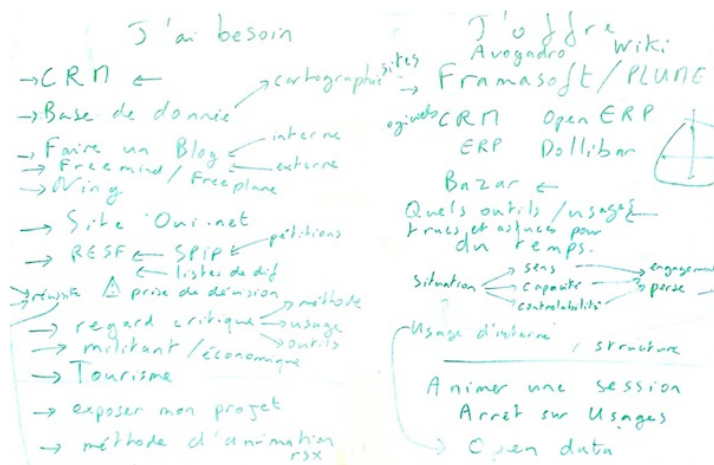 J'ai besoin
→ CRM ←
→ Base de donnée → cartographie
→ Faire un Blog ← interne
← externe
→ Freemind / Freeplane
→ Ning
→ Site Oui.net
→ RESF ← SPiP ← pétitions
← listes de dif
→ réussite ⚠ prise de décision
→ regard critique → méthode
→ usage
→ outils
→ militant / économique
→ Tourisme
→ exposer mon projet
→ méthode d'animation
rsx
J'offre
Avogadro Wiki
sites → Framasoft / PLUME
logiciels CRM Open ERP
ERP Dollibar
Bazar ←
Quels outils / usages ←
trucs et astuces pour
du temps.
situation → sens → engagement
→ capacité → perse
→ controlabilité
Usage d'interne
/ structure
Animer une session
Arrêt sur Usages
→ Open data